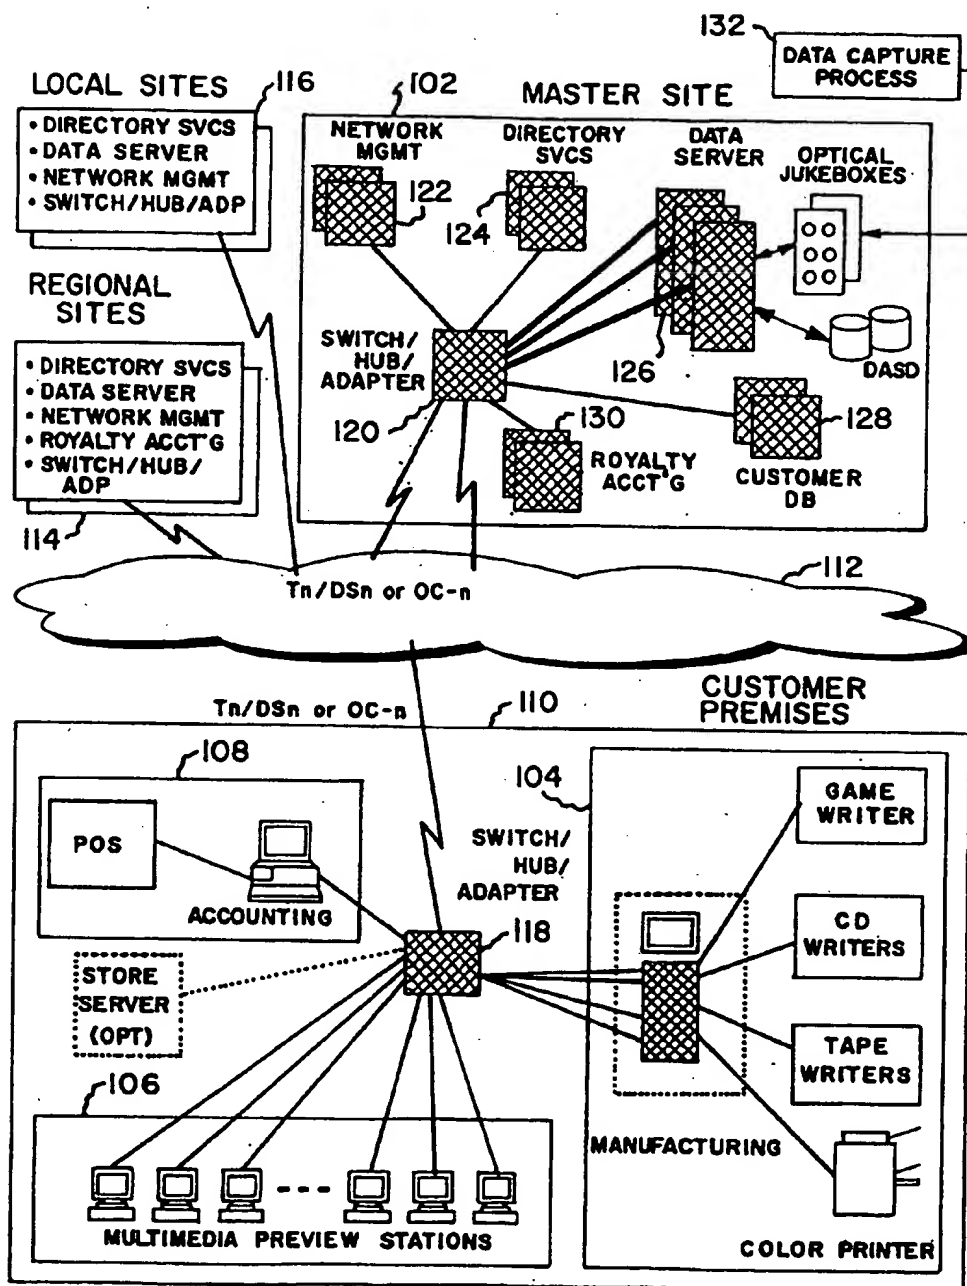 132
DATA CAPTURE
PROCESS
LOCAL SITES
116
• DIRECTORY SVCS
• DATA SERVER
• NETWORK MGMT
• SWITCH/HUB/ADP
102
MASTER SITE
NETWORK
MGMT
DIRECTORY
SVCS
DATA
SERVER
OPTICAL
JUKEBOXES
122
124
REGIONAL
SITES
• DIRECTORY SVCS
• DATA SERVER
• NETWORK MGMT
• ROYALTY ACCT'G
• SWITCH/HUB/
ADP
114
SWITCH/
HUB/
ADAPTER
120
126
DASD
130
128
ROYALTY
ACCT'G
CUSTOMER
DB
112
Tn/DSn or OC-n
CUSTOMER
PREMISES
Tn/DSn or OC-n
110
108
POS
ACCOUNTING
SWITCH/
HUB/
ADAPTER
118
104
GAME
WRITER
CD
WRITERS
TAPE
WRITERS
STORE
SERVER
(OPT)
106
MANUFACTURING
MULTIMEDIA PREVIEW STATIONS
COLOR PRINTER